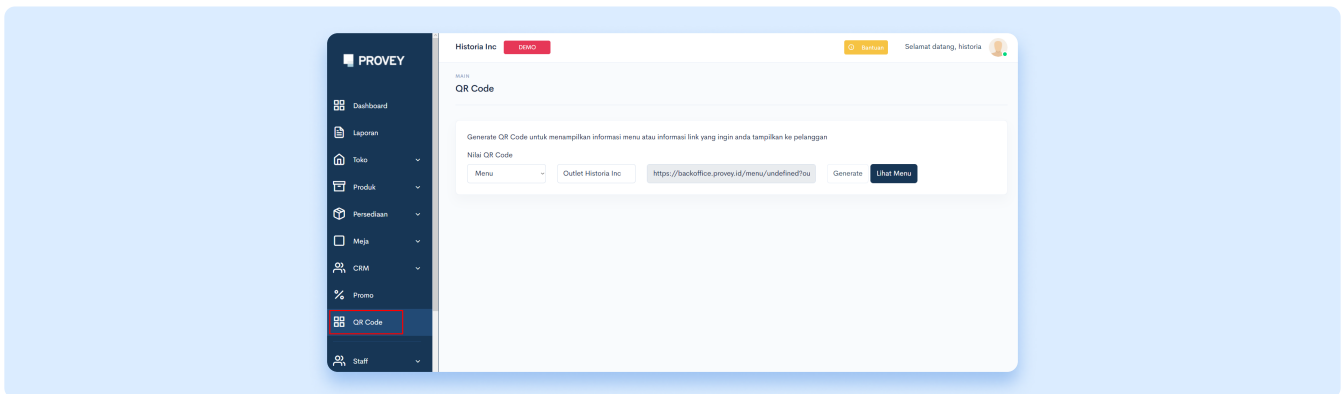 PROVEY
Dashboard
Laporan
Toko
Produk
Persediaan
Meja
CRM
Promo
QR Code
Staff
Historia Inc DEMO
Bantuan Selamat datang, historia
MAIN
QR Code
Generate QR Code untuk menampilkan informasi menu atau informasi link yang ingin anda tampilkan ke pelanggan
Nilai QR Code
Menu Outlet Historia Inc https://backoffice.provey.id/menu/undefined?ou Generate Lihat Menu